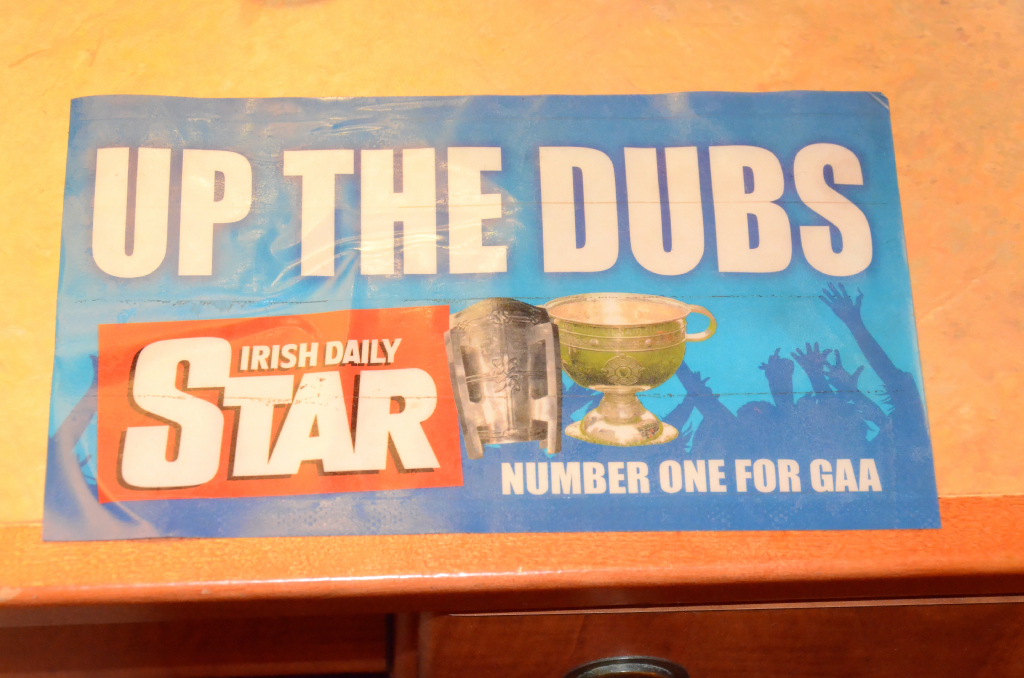 UP THE DUBS
IRISH DAILY
STAR
NUMBER ONE FOR GAA